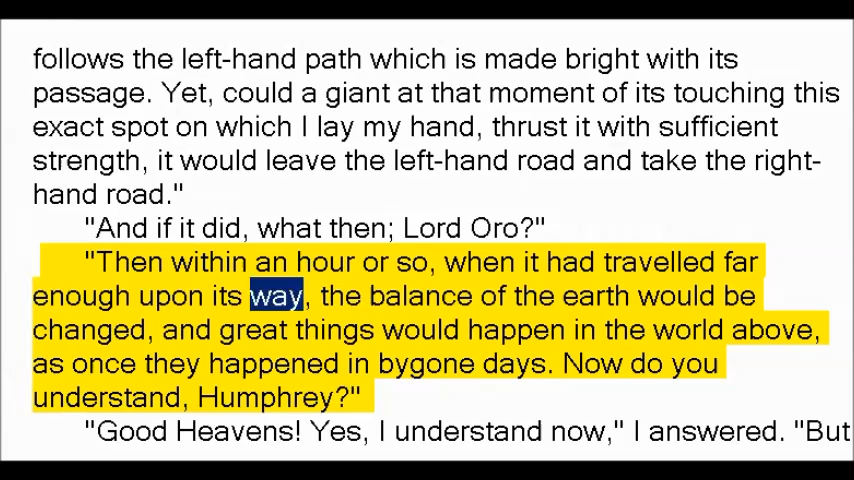 follows the left-hand path which is made bright with its
passage. Yet, could a giant at that moment of its touching this
exact spot on which I lay my hand, thrust it with sufficient
strength, it would leave the left-hand road and take the right-
hand road."
"And if it did, what then; Lord Oro?"
"Then within an hour or so, when it had travelled far
enough upon its way, the balance of the earth would be
changed, and great things would happen in the world above,
as once they happened in bygone days. Now do you
understand, Humphrey?"
"Good Heavens! Yes, I understand now," I answered. "But